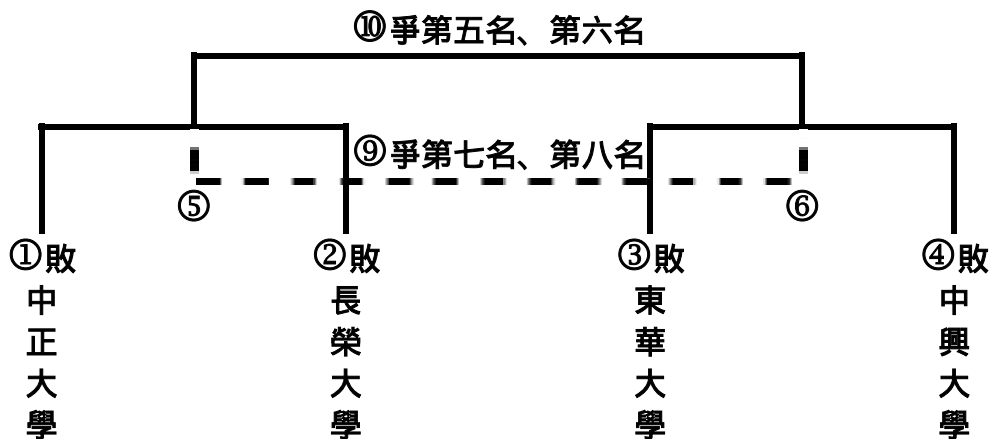 ⑩爭第五名、第六名
⑨爭第七名、第八名
⑤
⑥
①敗
中正大學
②敗
長榮大學
③敗
東華大學
④敗
中興大學